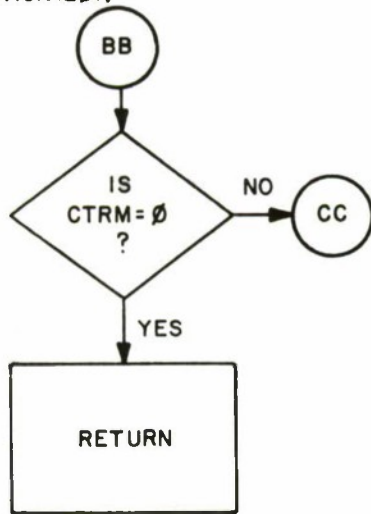 BB
IS
CTRM=Ø
?
NO
CC
YES
RETURN